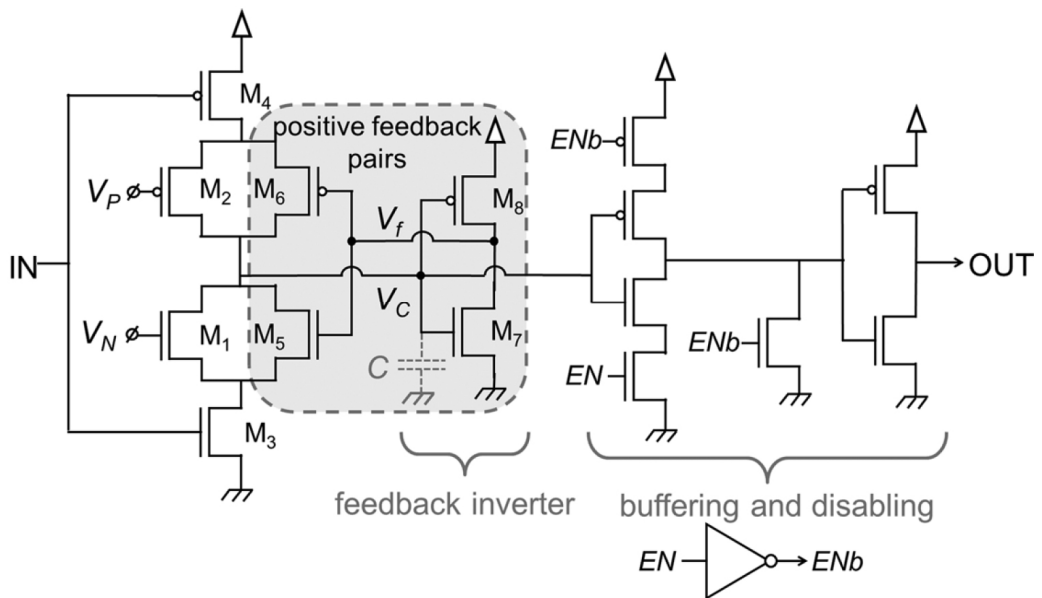 M4
positive feedback
pairs
ENb
VP
M2
M6
Vf
M8
IN
OUT
VC
VN
M1
M5
M7
ENb
C
EN
M3
feedback inverter
buffering and disabling
EN
ENb